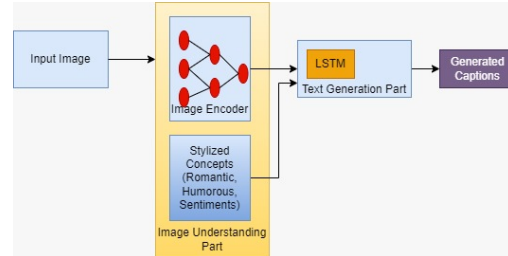 Input Image
Image Encoder
Stylized
Concepts
(Romantic,
Humorous,
Sentiments)
Image Understanding
Part
LSTM
Text Generation Part
Generated
Captions